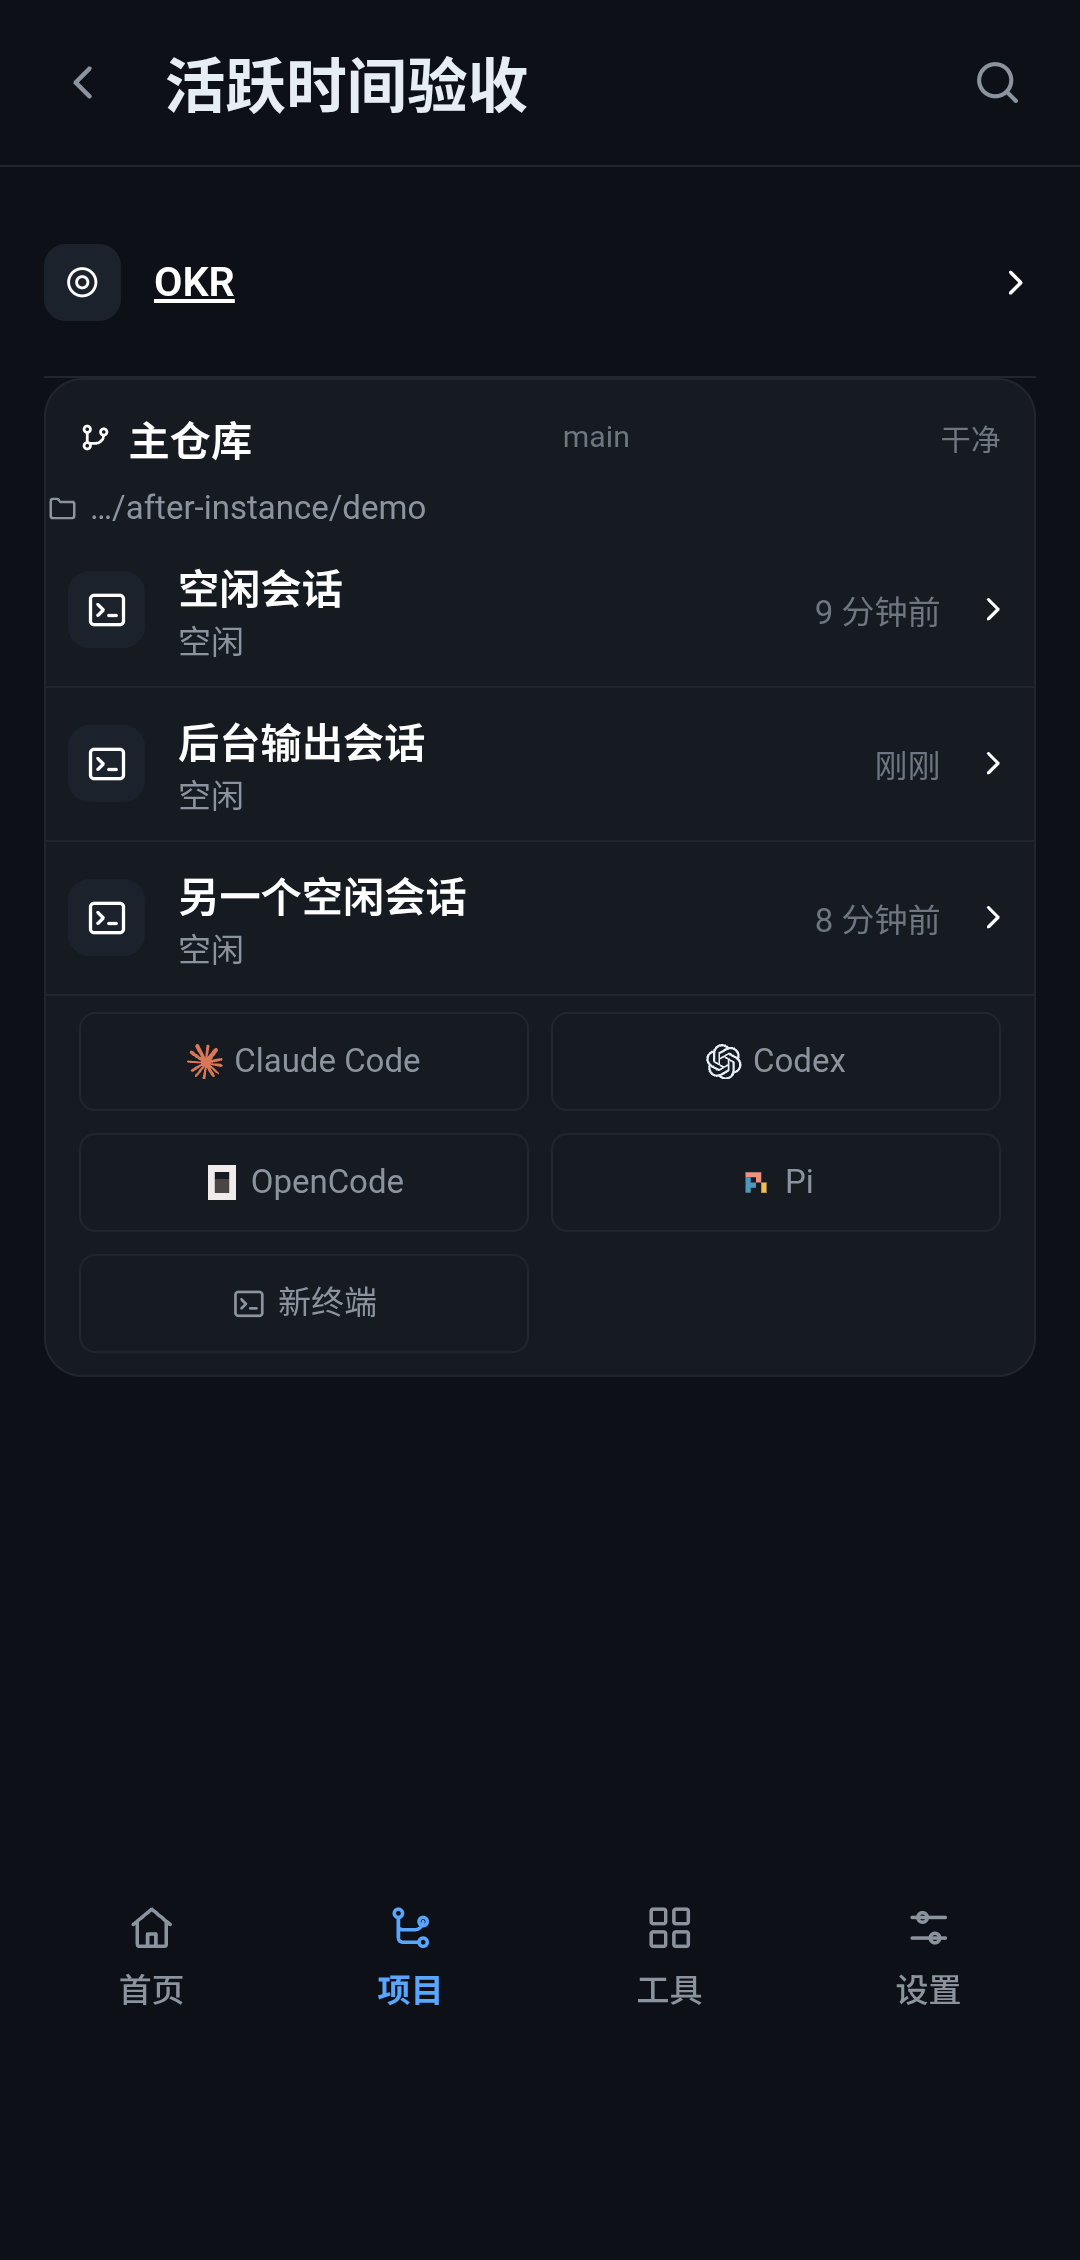 活跃时间验收
OKR
主仓库 main 干净
…/after-instance/demo
空闲会话
空闲
9 分钟前
后台输出会话
空闲
刚刚
另一个空闲会话
空闲
8 分钟前
Claude Code
Codex
OpenCode
Pi
新终端
首页
项目
工具
设置